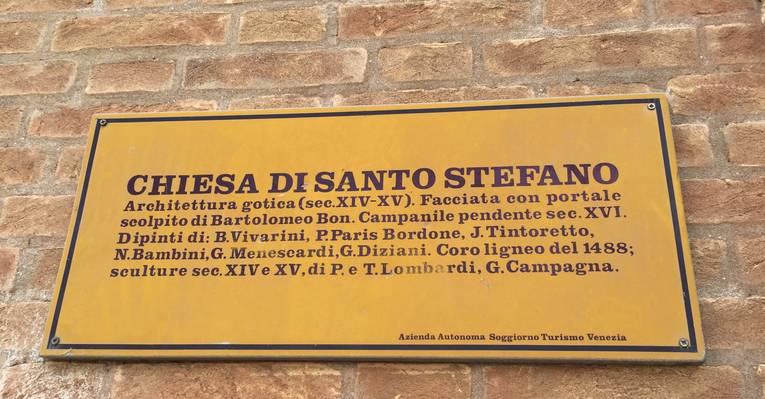 CHIESA DI SANTO STEFANO
Architettura gotica (sec.XIV-XV). Facciata con portale
scolpito di Bartolomeo Bon. Campanile pendente sec. XVI.
Dipinti di: B.Vivarini, P.Paris Bordone, J.Tintoretto,
N.Bambini, G. Menescardi, G.Diziani. Coro ligneo del 1488;
sculture sec. XIV e XV, di P. e T.Lombardi, G.Campagna.
Azienda Autonoma Soggiorno Turismo Venezia